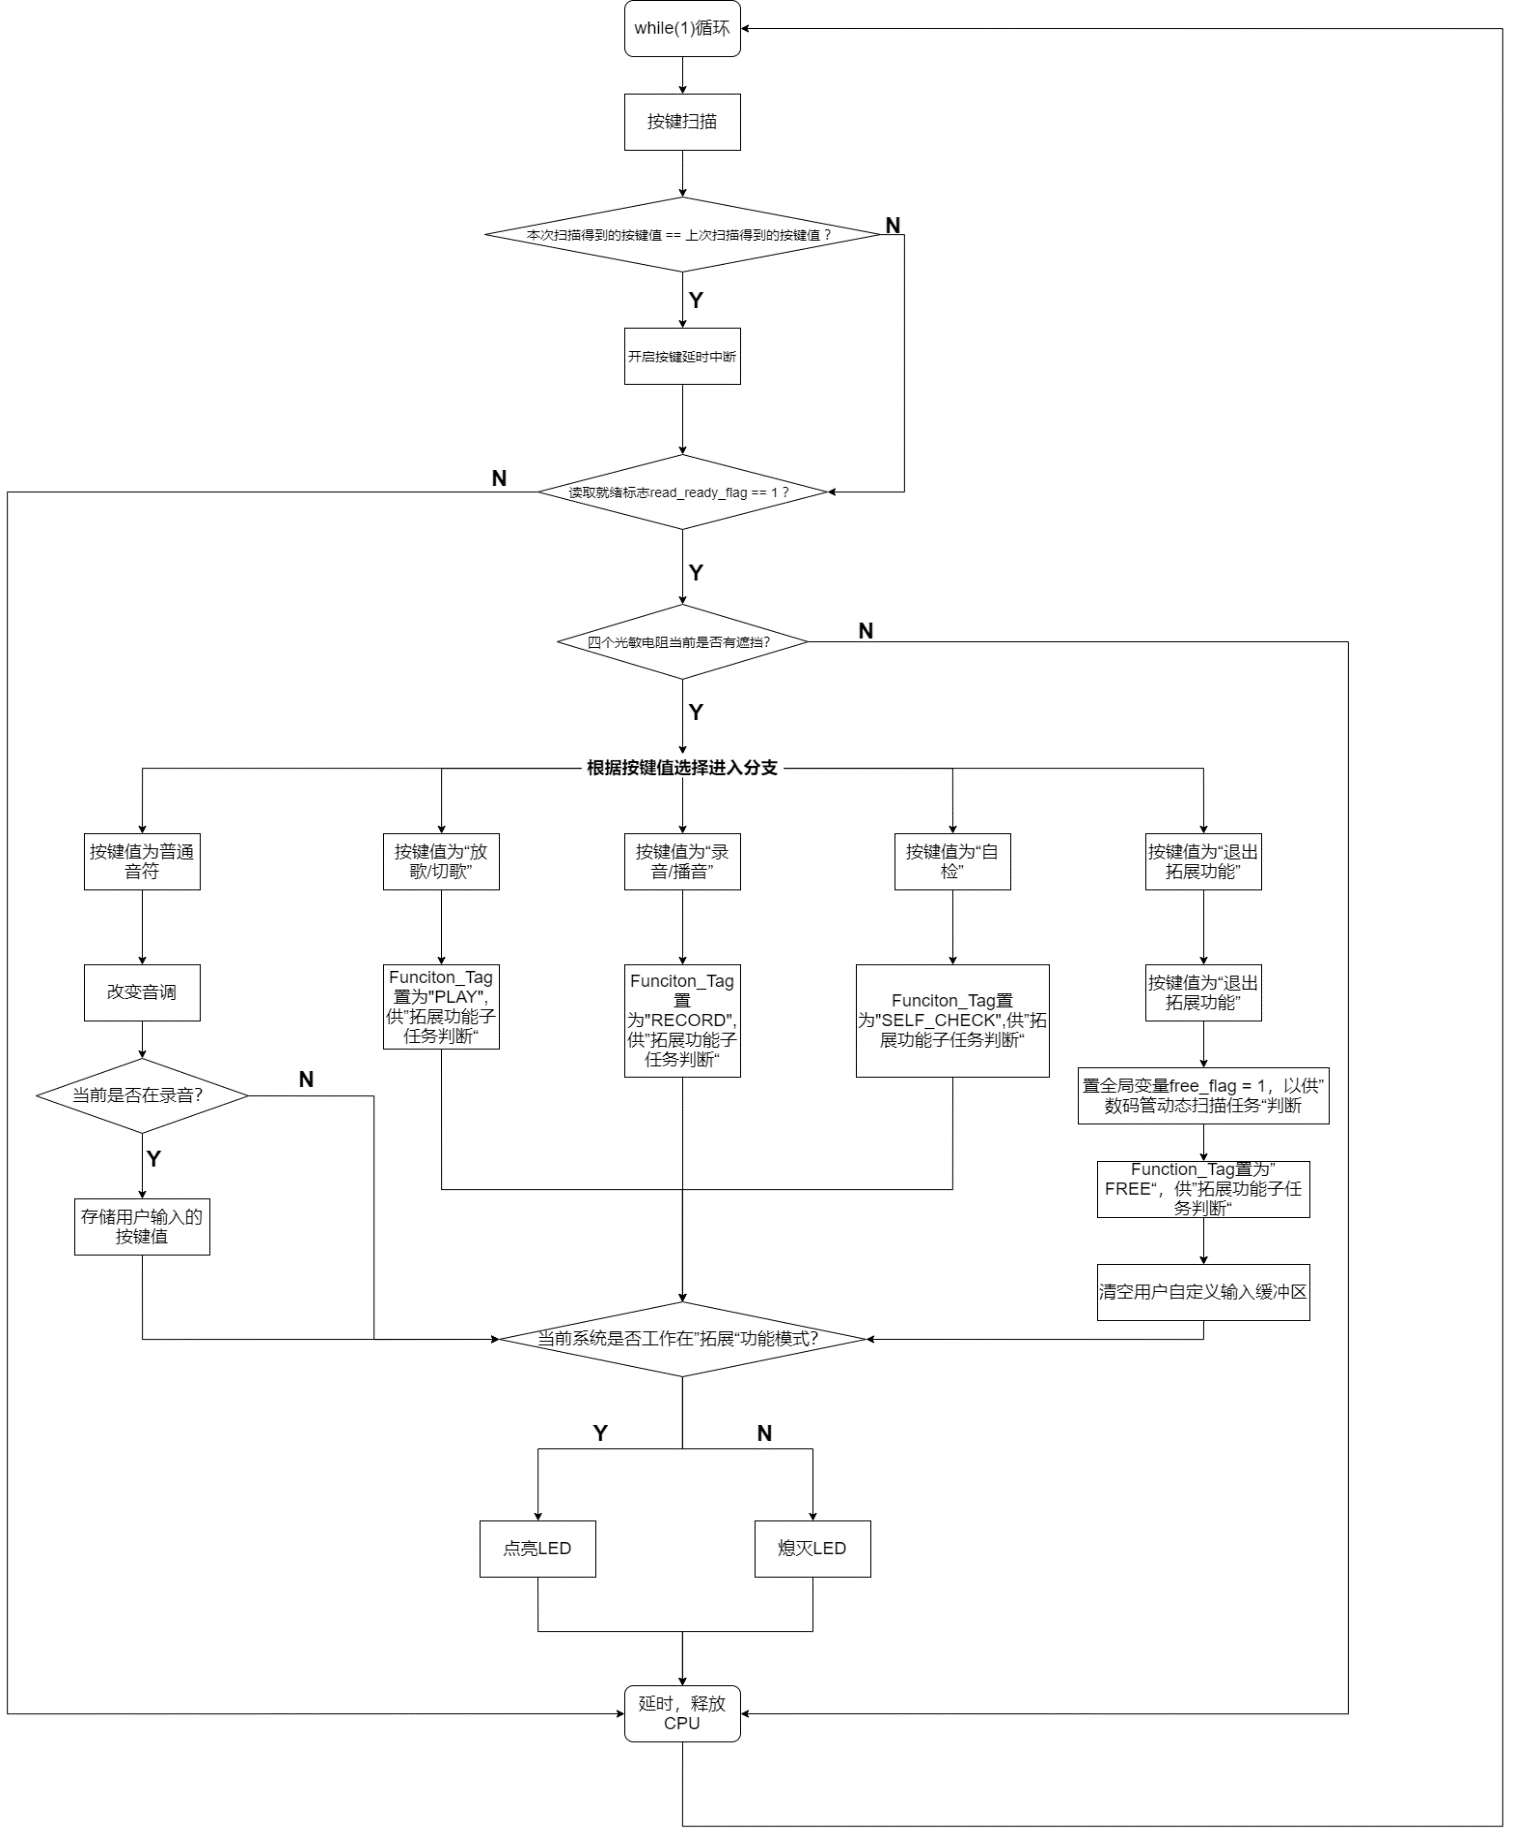 while(1)循环
按键扫描
本次扫描得到的按键值 == 上次扫描得到的按键值？
N
Y
开启按键延时中断
N
读取就绪标志read_ready_flag == 1？
Y
四个光敏电阻当前是否有遮挡？
N
Y
根据按键值选择进入分支
按键值为普通
音符
按键值为“放
歌/切歌”
按键值为“录
音/播音”
按键值为“自
检”
按键值为“退出
拓展功能”
改变音调
Funciton_Tag
置为"PLAY",
供”拓展功能子
任务判断“
Funciton_Tag
置
为"RECORD",
供”拓展功能子
任务判断“
Funciton_Tag置
为"SELF_CHECK",供”拓
展功能子任务判断“
按键值为“退出
拓展功能”
当前是否在录音？
N
Y
置全局变量free_flag = 1，以供”
数码管动态扫描任务“判断
Function_Tag置为”
FREE“，供”拓展功能子任
务判断“
存储用户输入的
按键值
清空用户自定义输入缓冲区
当前系统是否工作在”拓展“功能模式？
Y
N
点亮LED
熄灭LED
延时，释放
CPU